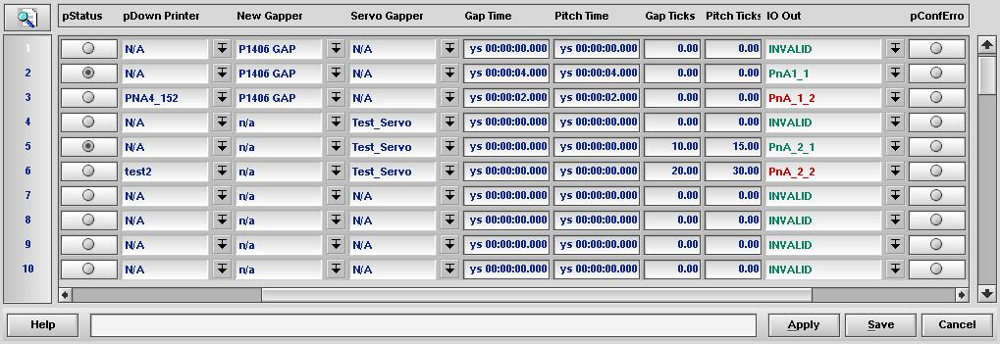 pStatus pDown Printer New Gapper Servo Gapper Gap Time Pitch Time Gap Ticks Pitch Ticks IO Out pConfErro
1 N/A P1406 GAP N/A ys 00:00:00.000 ys 00:00:00.000 0.00 0.00 INVALID
2 N/A P1406 GAP N/A ys 00:00:04.000 ys 00:00:04.000 0.00 0.00 PnA1_1
3 PNA4_152 P1406 GAP N/A ys 00:00:02.000 ys 00:00:02.000 0.00 0.00 PnA_1_2
4 N/A n/a Test_Servo ys 00:00:00.000 ys 00:00:00.000 0.00 0.00 INVALID
5 N/A n/a Test_Servo ys 00:00:00.000 ys 00:00:00.000 10.00 15.00 PnA_2_1
6 test2 n/a Test_Servo ys 00:00:00.000 ys 00:00:00.000 20.00 30.00 PnA_2_2
7 N/A n/a N/A ys 00:00:00.000 ys 00:00:00.000 0.00 0.00 INVALID
8 N/A n/a N/A ys 00:00:00.000 ys 00:00:00.000 0.00 0.00 INVALID
9 N/A n/a N/A ys 00:00:00.000 ys 00:00:00.000 0.00 0.00 INVALID
10 N/A n/a N/A ys 00:00:00.000 ys 00:00:00.000 0.00 0.00 INVALID
Help Apply Save Cancel